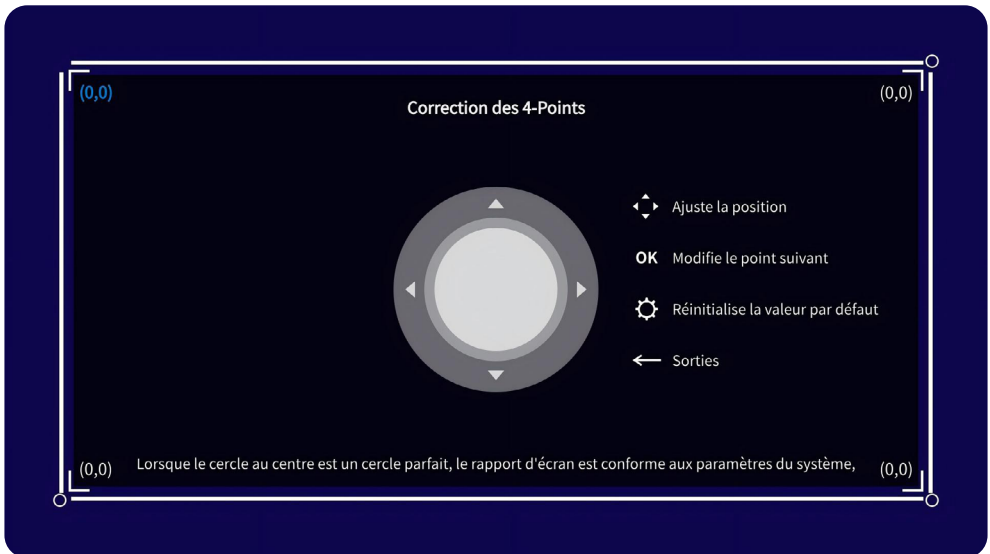 (0,0)
(0,0)
Correction des 4-Points
Ajuste la position
OK Modifie le point suivant
Réinitialise la valeur par défaut
Sorties
(0,0)
Lorsque le cercle au centre est un cercle parfait, le rapport d'écran est conforme aux paramètres du système,
(0,0)